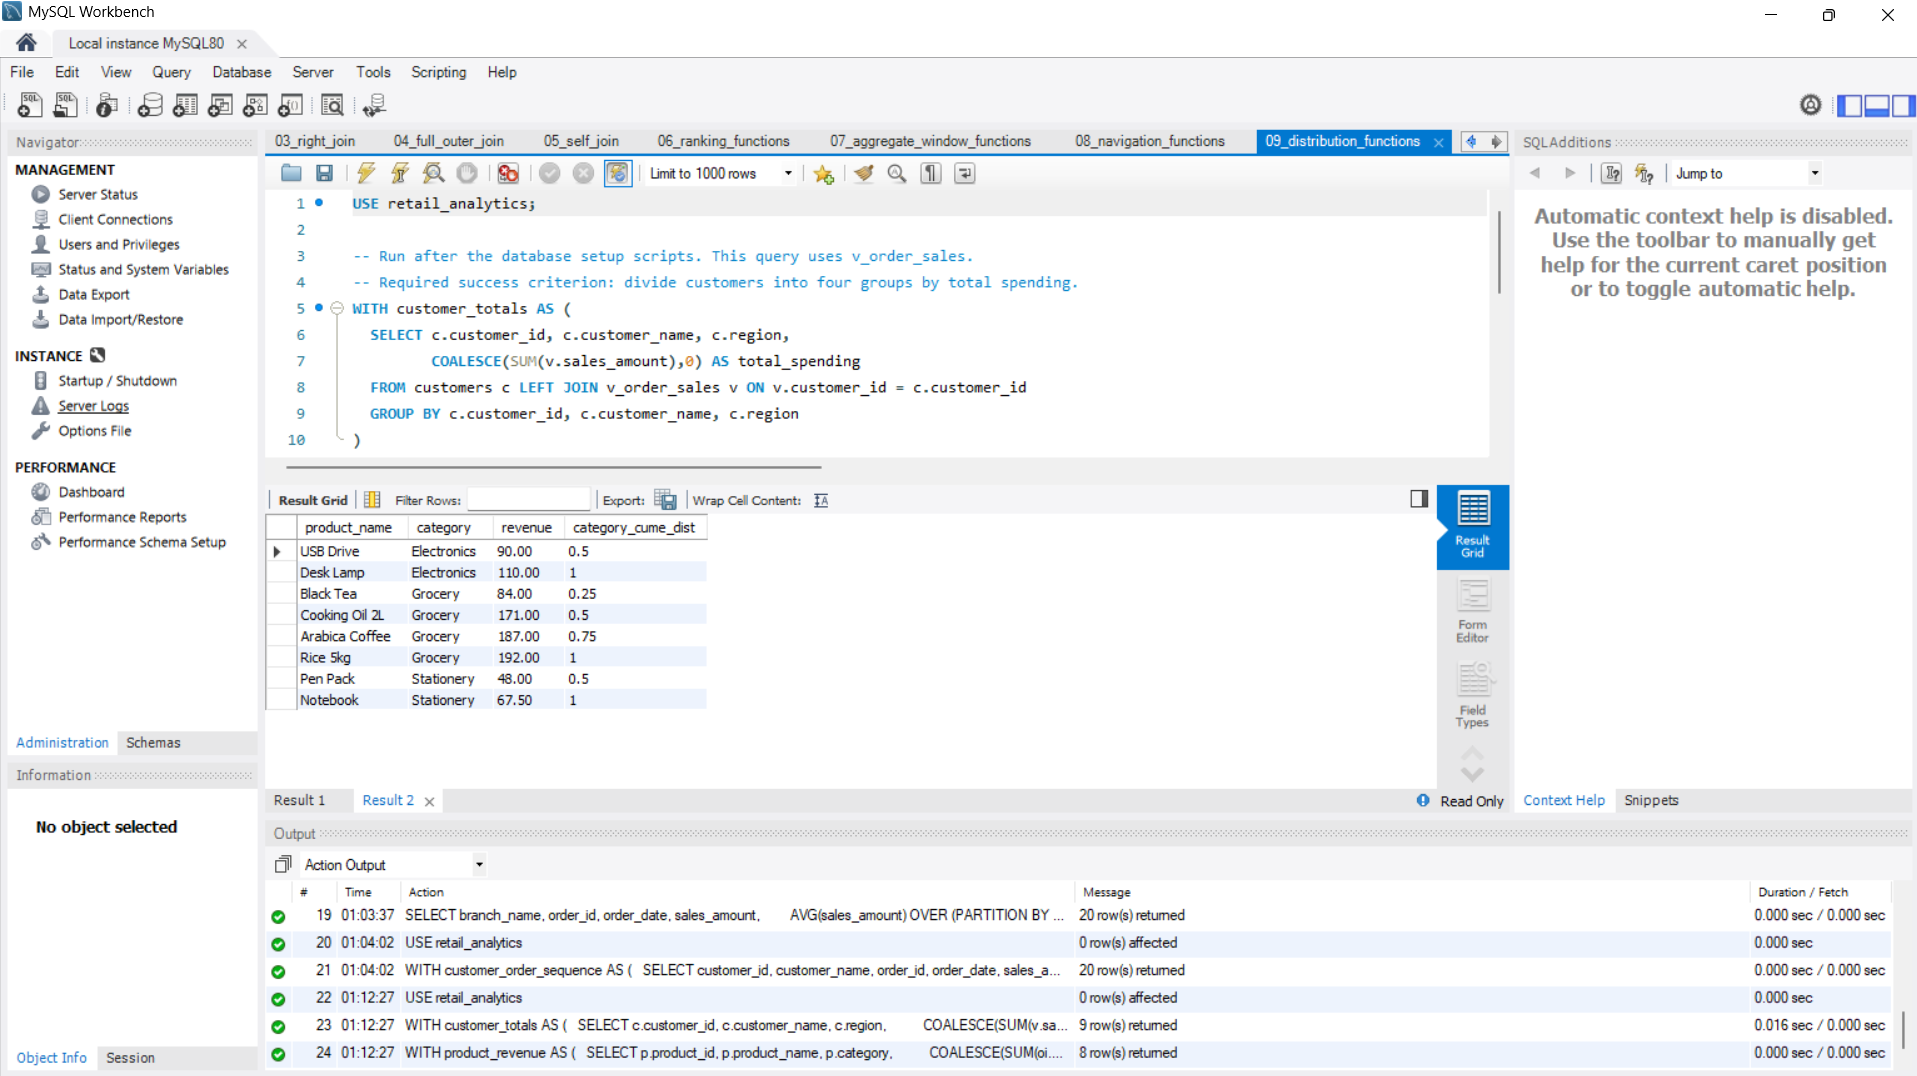 MySQL Workbench
Local instance MySQL80
File Edit View Query Database Server Tools Scripting Help
Navigator
MANAGEMENT
Server Status
Client Connections
Users and Privileges
Status and System Variables
Data Export
Data Import/Restore
INSTANCE
Startup / Shutdown
Server Logs
Options File
PERFORMANCE
Dashboard
Performance Reports
Performance Schema Setup
Administration Schemas
Information
No object selected
Object Info Session
03_right_join 04_full_outer_join 05_self_join 06_ranking_functions 07_aggregate_window_functions 08_navigation_functions 09_distribution_functions
Limit to 1000 rows
1 USE retail_analytics;
2
3 -- Run after the database setup scripts. This query uses v_order_sales.
4 -- Required success criterion: divide customers into four groups by total spending.
5 WITH customer_totals AS (
6 SELECT c.customer_id, c.customer_name, c.region,
7 COALESCE(SUM(v.sales_amount),0) AS total_spending
8 FROM customers c LEFT JOIN v_order_sales v ON v.customer_id = c.customer_id
9 GROUP BY c.customer_id, c.customer_name, c.region
10 )
Result Grid Filter Rows: Export: Wrap Cell Content:
product_name category revenue category_cume_dist
USB Drive Electronics 90.00 0.5
Desk Lamp Electronics 110.00 1
Black Tea Grocery 84.00 0.25
Cooking Oil 2L Grocery 171.00 0.5
Arabica Coffee Grocery 187.00 0.75
Rice 5kg Grocery 192.00 1
Pen Pack Stationery 48.00 0.5
Notebook Stationery 67.50 1
Result
Grid
Form
Editor
Field
Types
Result 1 Result 2 Read Only
SQLAdditions
Jump to
Automatic context help is disabled.
Use the toolbar to manually get
help for the current caret position
or to toggle automatic help.
Context Help Snippets
Output
Action Output
# Time Action Message Duration / Fetch
19 01:03:37 SELECT branch_name, order_id, order_date, sales_amount, AVG(sales_amount) OVER (PARTITION BY ... 20 row(s) returned 0.000 sec / 0.000 sec
20 01:04:02 USE retail_analytics 0 row(s) affected 0.000 sec
21 01:04:02 WITH customer_order_sequence AS ( SELECT customer_id, customer_name, order_id, order_date, sales_a... 20 row(s) returned 0.000 sec / 0.000 sec
22 01:12:27 USE retail_analytics 0 row(s) affected 0.000 sec
23 01:12:27 WITH customer_totals AS ( SELECT c.customer_id, c.customer_name, c.region, COALESCE(SUM(v.sa... 9 row(s) returned 0.016 sec / 0.000 sec
24 01:12:27 WITH product_revenue AS ( SELECT p.product_id, p.product_name, p.category, COALESCE(SUM(oi.... 8 row(s) returned 0.000 sec / 0.000 sec